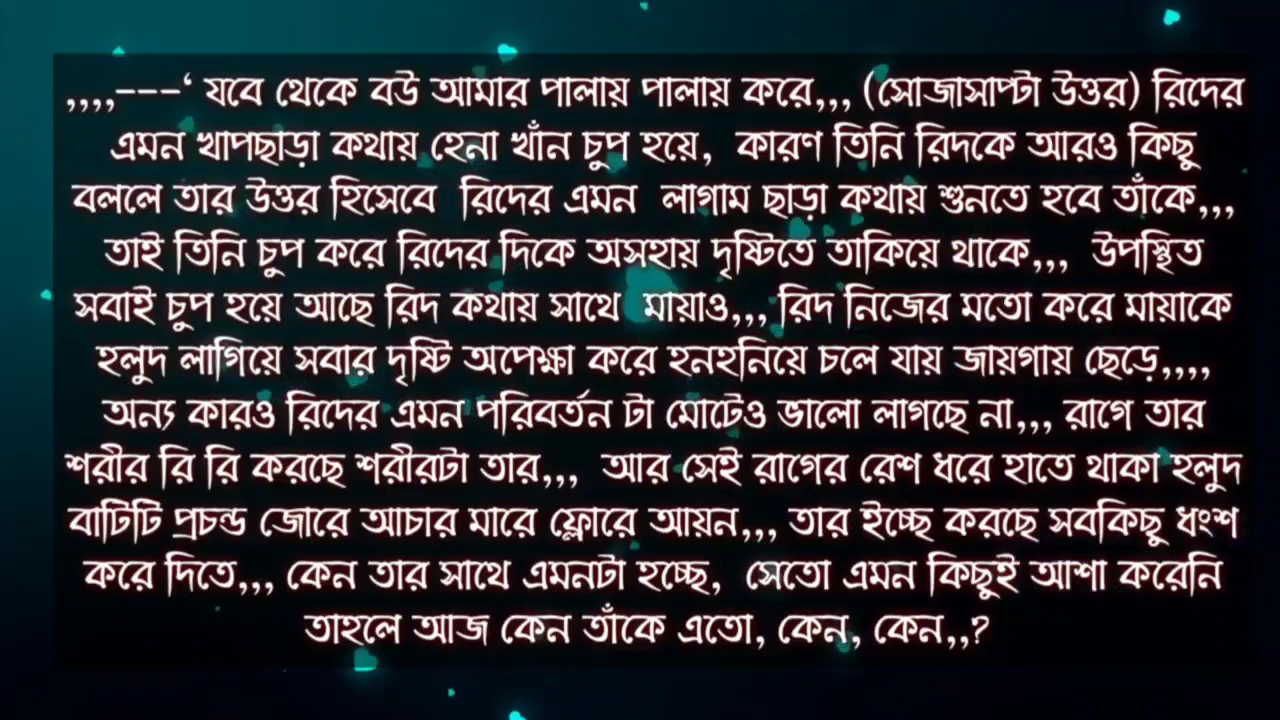 ,,,,---‘ যবে থেকে বউ আমার পালায় পালায় করে,,, (সোজাসাপ্টা উত্তর) রিদের
এমন খাপছাড়া কথায় হেনা খাঁন চুপ হয়ে, কারণ তিনি রিদকে আরও কিছু
বললে তার উত্তর হিসেবে রিদের এমন লাগাম ছাড়া কথায় শুনতে হবে তাঁকে,,,
তাই তিনি চুপ করে রিদের দিকে অসহায় দৃষ্টিতে তাকিয়ে থাকে,,, উপস্থিত
সবাই চুপ হয়ে আছে রিদ কথায় সাথে মায়াও,,, রিদ নিজের মতো করে মায়াকে
হলুদ লাগিয়ে সবার দৃষ্টি অপেক্ষা করে হনহনিয়ে চলে যায় জায়গায় ছেড়ে,,,,
অন্য কারও রিদের এমন পরিবর্তন টা মোটেও ভালো লাগছে না,,, রাগে তার
শরীর রি রি করছে শরীরটা তার,,, আর সেই রাগের রেশ ধরে হাতে থাকা হলুদ
বাটিটি প্রচন্ড জোরে আচার মারে ফ্লোরে আয়ন,,, তার ইচ্ছে করছে সবকিছু ধংশ
করে দিতে,,, কেন তার সাথে এমনটা হচ্ছে, সেতো এমন কিছুই আশা করেনি
তাহলে আজ কেন তাঁকে এতো, কেন, কেন,,?